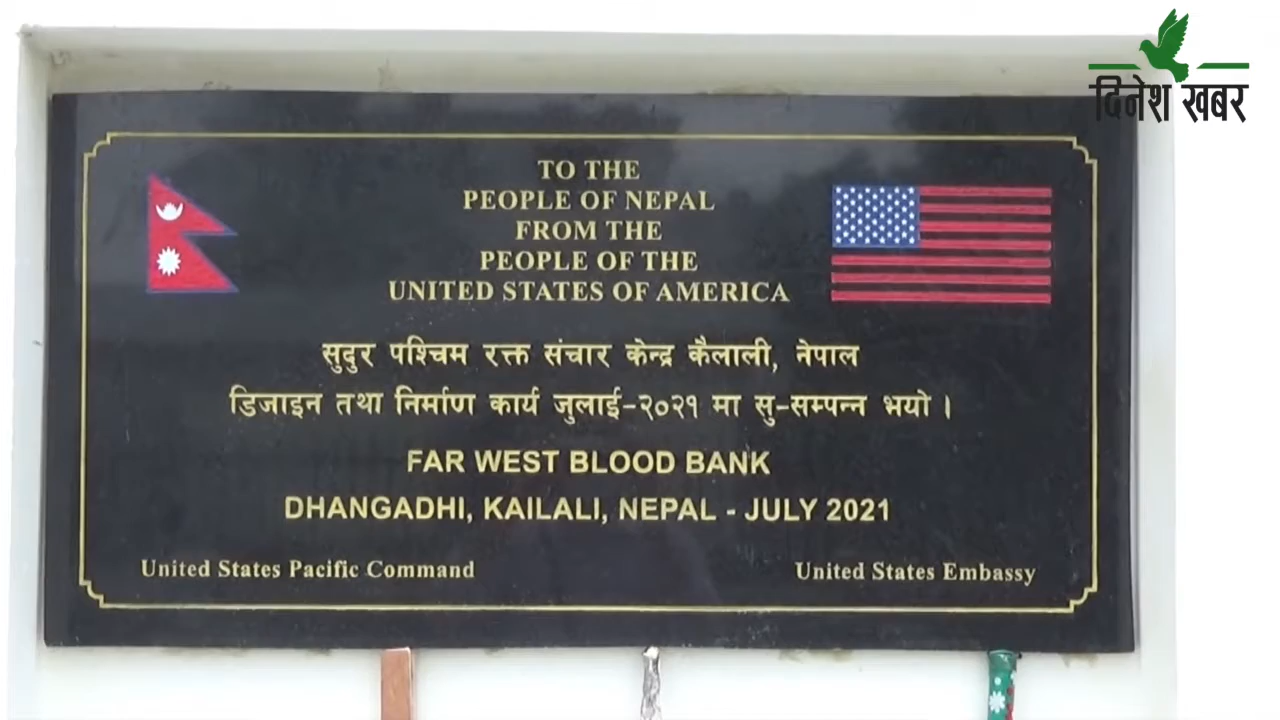 दिनेश खबर
TO THE
PEOPLE OF NEPAL
FROM THE
PEOPLE OF THE
UNITED STATES OF AMERICA
सुदुर पश्चिम रक्त संचार केन्द्र कैलाली, नेपाल
डिजाइन तथा निर्माण कार्य जुलाई-२०२१ मा सु-सम्पन्न भयो ।
FAR WEST BLOOD BANK
DHANGADHI, KAILALI, NEPAL - JULY 2021
United States Pacific Command
United States Embassy